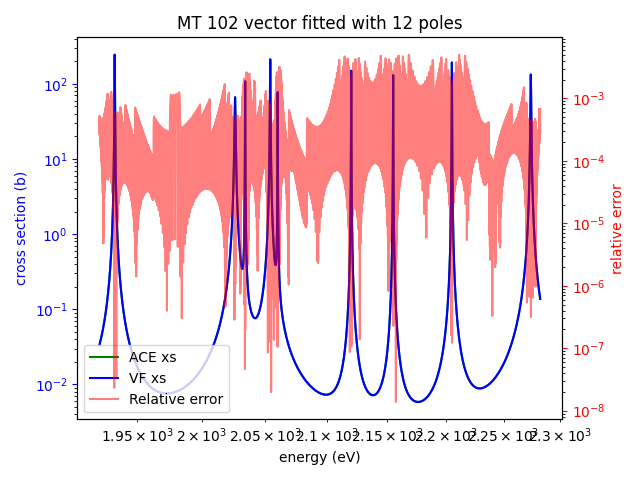 MT 102 vector fitted with 12 poles
cross section (b)
10²
10¹
10⁰
10⁻¹
10⁻²
10⁻³
10⁻⁴
10⁻⁵
10⁻⁶
10⁻⁷
10⁻⁸
relative error
ACE xs
VF xs
Relative error
1.95 × 10³ 2 × 10³ 2.05 × 10³ 2.1 × 10³ 2.15 × 10³ 2.2 × 10³ 2.25 × 10³ 2.3 × 10³
energy (eV)